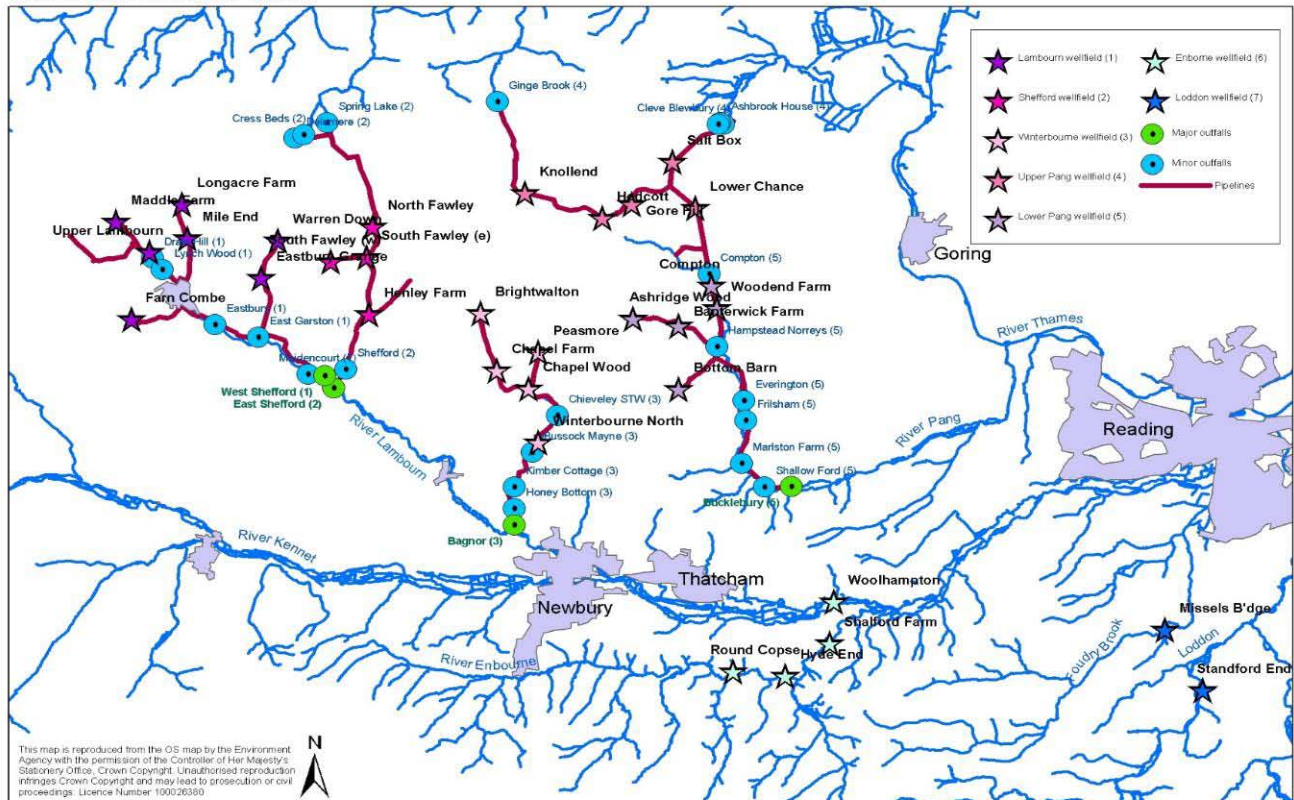 Lambourn wellfield (1)
Enborne wellfield (6)
Shefford wellfield (2)
Loddon wellfield (7)
Winterbourne wellfield (3)
Major outfalls
Upper Pang wellfield (4)
Minor outfalls
Pipelines
Lower Pang wellfield (5)
Ginge Brook (4)
Spring Lake (2)
Cress Beds (2)
Delamere (2)
Cleve Blewbury (4)
Ashbrook House (4)
Salt Box
Knollend
Hodcott
Gore Hill
Lower Chance
Longacre Farm
Maddle Farm
Mile End
Upper Lambourn
Lynch Wood (1)
North Fawley
Warren Down
South Fawley (w)
South Fawley (e)
Eastbury Grange
Farn Combe
Henley Farm
Eastbury (1)
East Garston (1)
Shefford (2)
West Shefford (1)
East Shefford (2)
River Lambourn
Brightwalton
Chapel Farm
Chapel Wood
Chieveley STW (3)
Winterbourne North
Bussock Mayne (3)
Kimber Cottage (3)
Honey Bottom (3)
Bagnor (3)
Compton (5)
Compton
Woodend Farm
Ashridge Wood
Banterwick Farm
Peasmore
Hampstead Norreys (5)
Bottom Barn
Everington (5)
Frilsham (5)
Marlston Farm (5)
Shallow Ford (5)
Bucklebury (5)
River Pang
Goring
River Thames
Reading
River Kennet
Newbury
Thatcham
River Enbourne
Woolhampton
Shalford Farm
Round Copse
Hyde End
Missels B'dge
Foudry Brook
Loddon
Standford End
This map is reproduced from the OS map by the Environment
Agency with the permission of the Controller of Her Majesty's
Stationery Office, Crown Copyright. Unauthorised reproduction
infringes Crown Copyright and may lead to prosecution or civil
proceedings. Licence Number 100026380
N